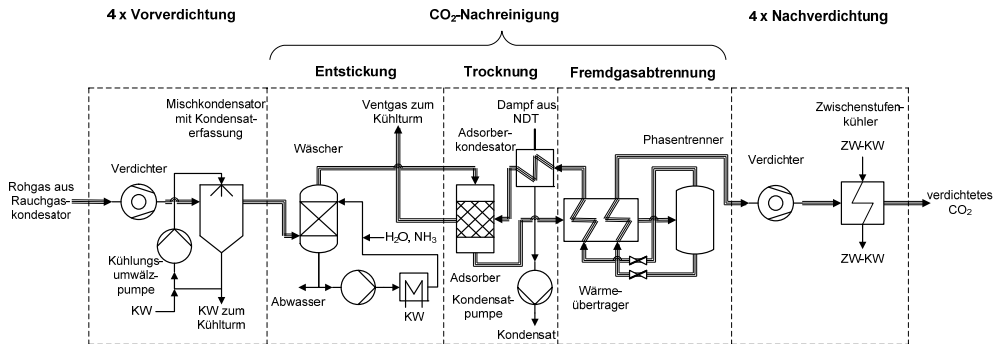 4 x Vorverdichtung
CO₂-Nachreinigung
4 x Nachverdichtung
Entstickung
Trocknung
Fremdgasabtrennung
Mischkondensator
mit Kondensat-
erfassung
Verdichter
Rohgas aus
Rauchgas-
kondesator
Kühlungs-
umwälz-
pumpe
KW
KW zum
Kühlturm
Ventgas zum
Kühlturm
Wäscher
H₂O, NH₃
Abwasser
KW
Dampf aus
NDT
Adsorber-
kondesator
Adsorber
Kondensat-
pumpe
Kondensat
Phasentrenner
Wärme-
übertrager
Verdichter
Zwischenstufen-
kühler
ZW-KW
ZW-KW
verdichtetes
CO₂